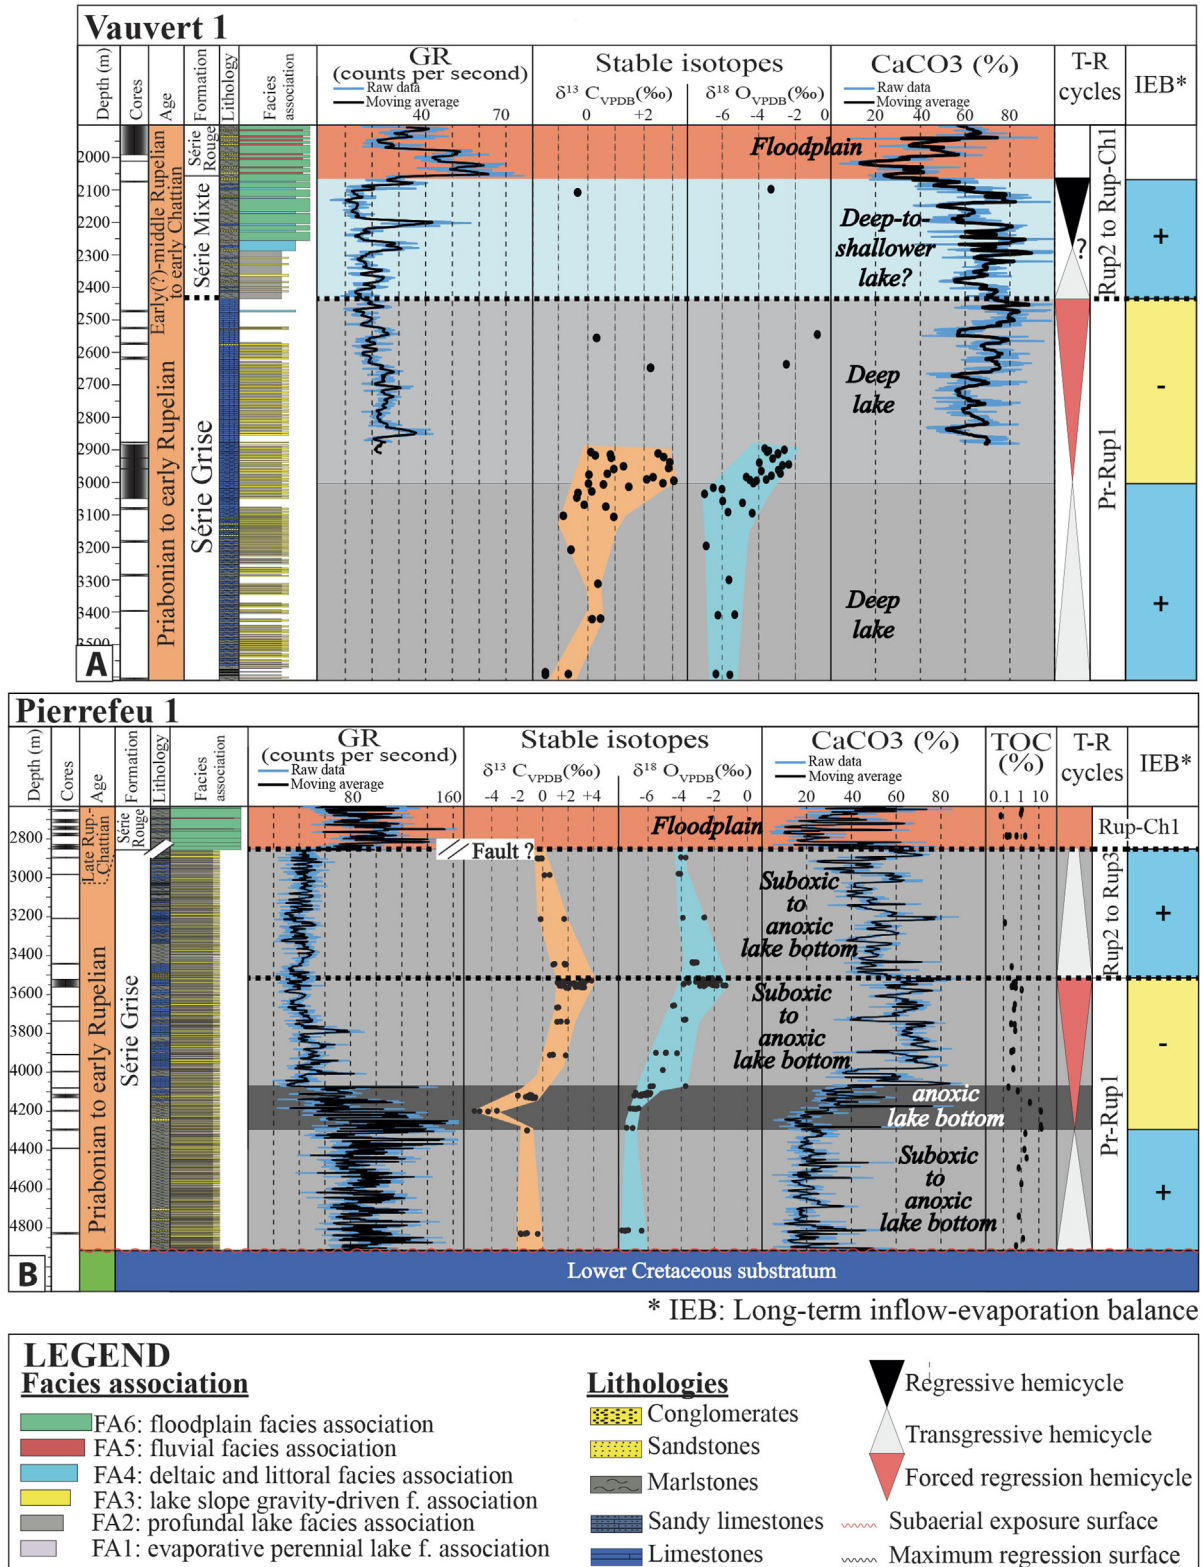 Vauvert 1
Depth (m)
Cores
Age
Formation
Lithology
Facies
association
GR
(counts per second)
Raw data
Moving average
40 70
Stable isotopes
δ¹³ C_VPDB(‰)
0 +2
δ¹⁸ O_VPDB(‰)
-6 -4 -2 0
CaCO3 (%)
Raw data
Moving average
20 40 60 80
T-R
cycles
IEB*
2000
2100
2200
2300
2400
2500
2600
2700
2800
2900
3000
3100
3200
3300
3400
3500
A
Early(?)-middle Rupelian
to early Chattian
Priabonian to early Rupelian
Série
Rouge
Série Mixte
Série Grise
Floodplain
Deep-to-
shallower
lake?
Deep
lake
Deep
lake
?
Rup2 to Rup-Ch1
Pr-Rup1
+
-
+
Pierrefeu 1
Depth (m)
Cores
Age
Formation
Lithology
Facies
association
GR
(counts per second)
Raw data
Moving average
80 160
Stable isotopes
δ¹³ C_VPDB(‰)
-4 -2 0 +2 +4
δ¹⁸ O_VPDB(‰)
-6 -4 -2 0
CaCO3 (%)
Raw data
Moving average
20 40 60 80
TOC
(%)
0.1 1 10
T-R
cycles
IEB*
2800
3000
3200
3400
3600
3800
4000
4200
4400
4600
4800
B
Late Rup.-
Chattian
Priabonian to early Rupelian
Série
Rouge
Série Grise
Fault ?
Floodplain
Suboxic
to
anoxic
lake bottom
Suboxic
to
anoxic
lake bottom
anoxic
lake bottom
Suboxic
to
anoxic
lake bottom
Rup-Ch1
Rup2 to Rup3
Pr-Rup1
+
-
+
Lower Cretaceous substratum
* IEB: Long-term inflow-evaporation balance
LEGEND
Facies association
FA6: floodplain facies association
FA5: fluvial facies association
FA4: deltaic and littoral facies association
FA3: lake slope gravity-driven f. association
FA2: profundal lake facies association
FA1: evaporative perennial lake f. association
Lithologies
Conglomerates
Sandstones
Marlstones
Sandy limestones
Limestones
Regressive hemicycle
Transgressive hemicycle
Forced regression hemicycle
Subaerial exposure surface
Maximum regression surface